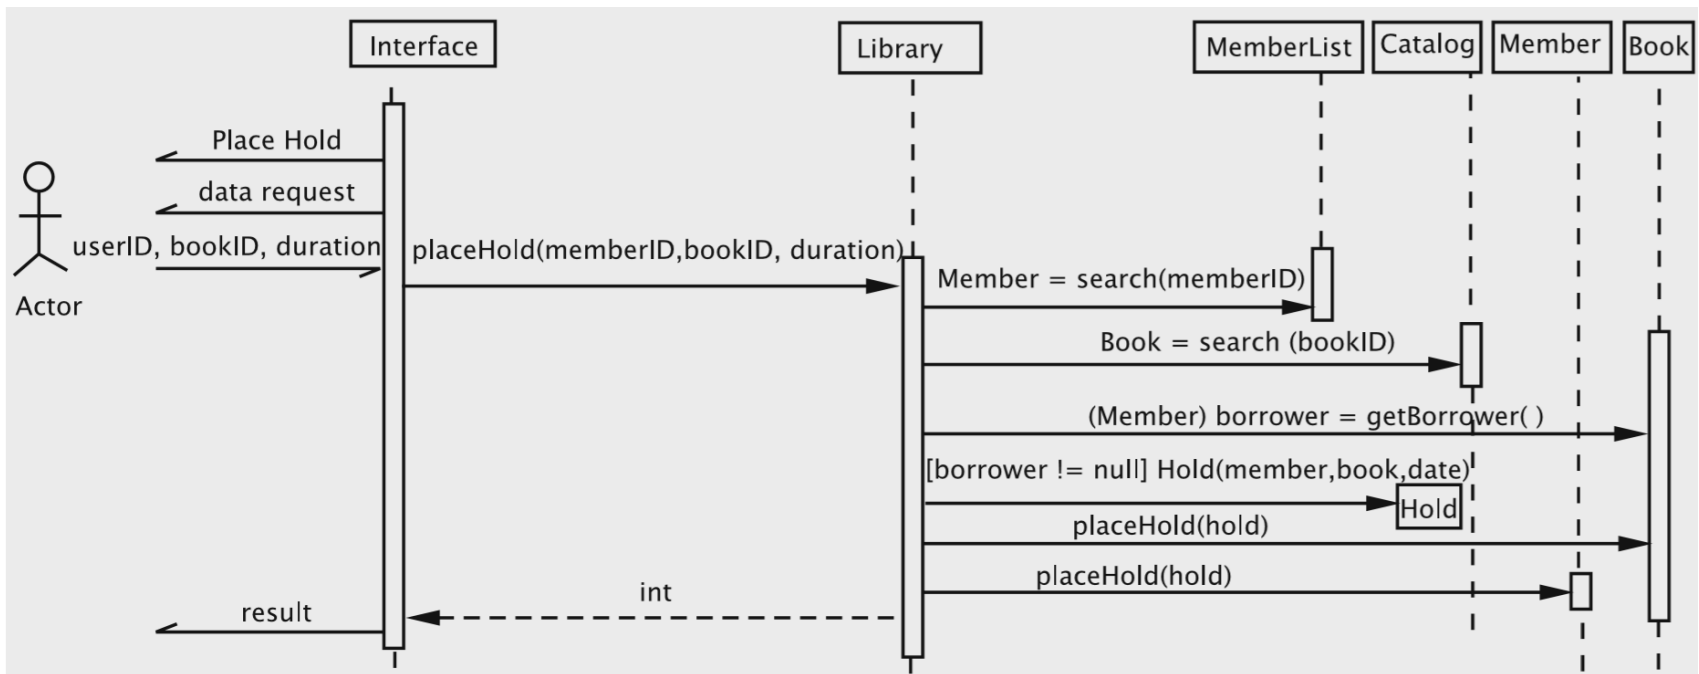 Interface
Library
MemberList
Catalog
Member
Book
Place Hold
data request
userID, bookID, duration
placeHold(memberID,bookID, duration)
Actor
Member = search(memberID)
Book = search (bookID)
(Member) borrower = getBorrower( )
[borrower != null] Hold(member,book,date)
Hold
placeHold(hold)
placeHold(hold)
int
result